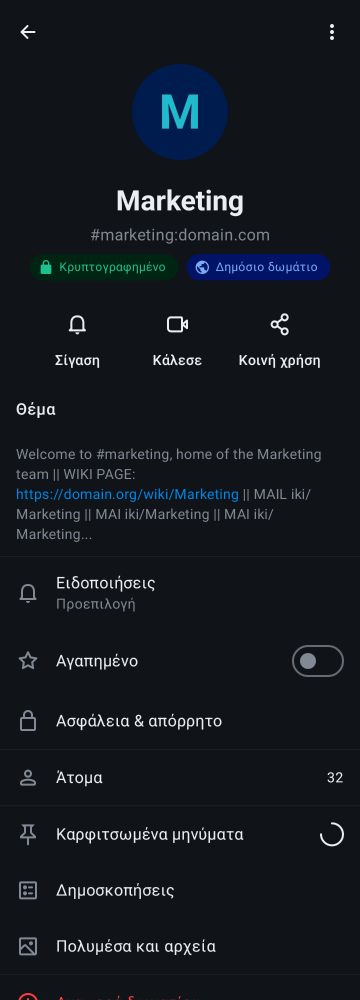 M
Marketing
#marketing:domain.com
Κρυπτογραφημένο
Δημόσιο δωμάτιο
Σίγαση
Κάλεσε
Κοινή χρήση
Θέμα
Welcome to #marketing, home of the Marketing
team || WIKI PAGE:
https://domain.org/wiki/Marketing || MAIL iki/
Marketing || MAI iki/Marketing || MAI iki/
Marketing...
Ειδοποιήσεις
Προεπιλογή
Αγαπημένο
Ασφάλεια & απόρρητο
Άτομα
32
Καρφιτσωμένα μηνύματα
Δημοσκοπήσεις
Πολυμέσα και αρχεία